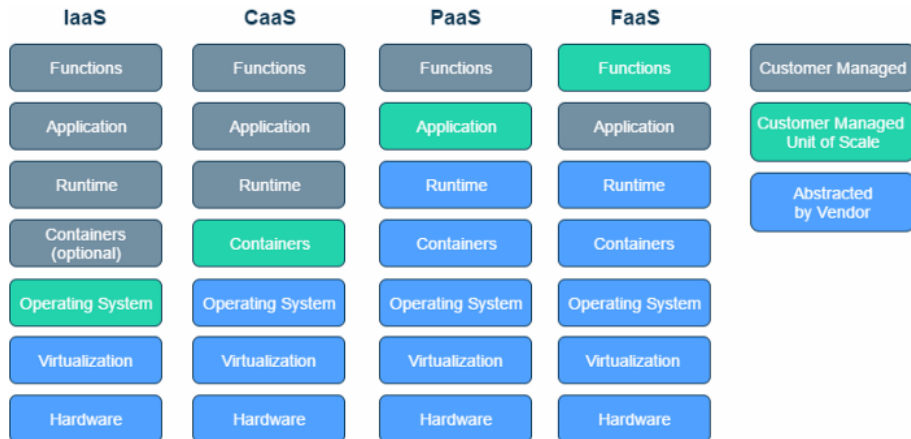 IaaS CaaS PaaS FaaS
Functions Functions Functions Functions Customer Managed
Application Application Application Application Customer Managed
Unit of Scale
Runtime Runtime Runtime Runtime Abstracted
by Vendor
Containers
(optional) Containers Containers Containers
Operating System Operating System Operating System Operating System
Virtualization Virtualization Virtualization Virtualization
Hardware Hardware Hardware Hardware